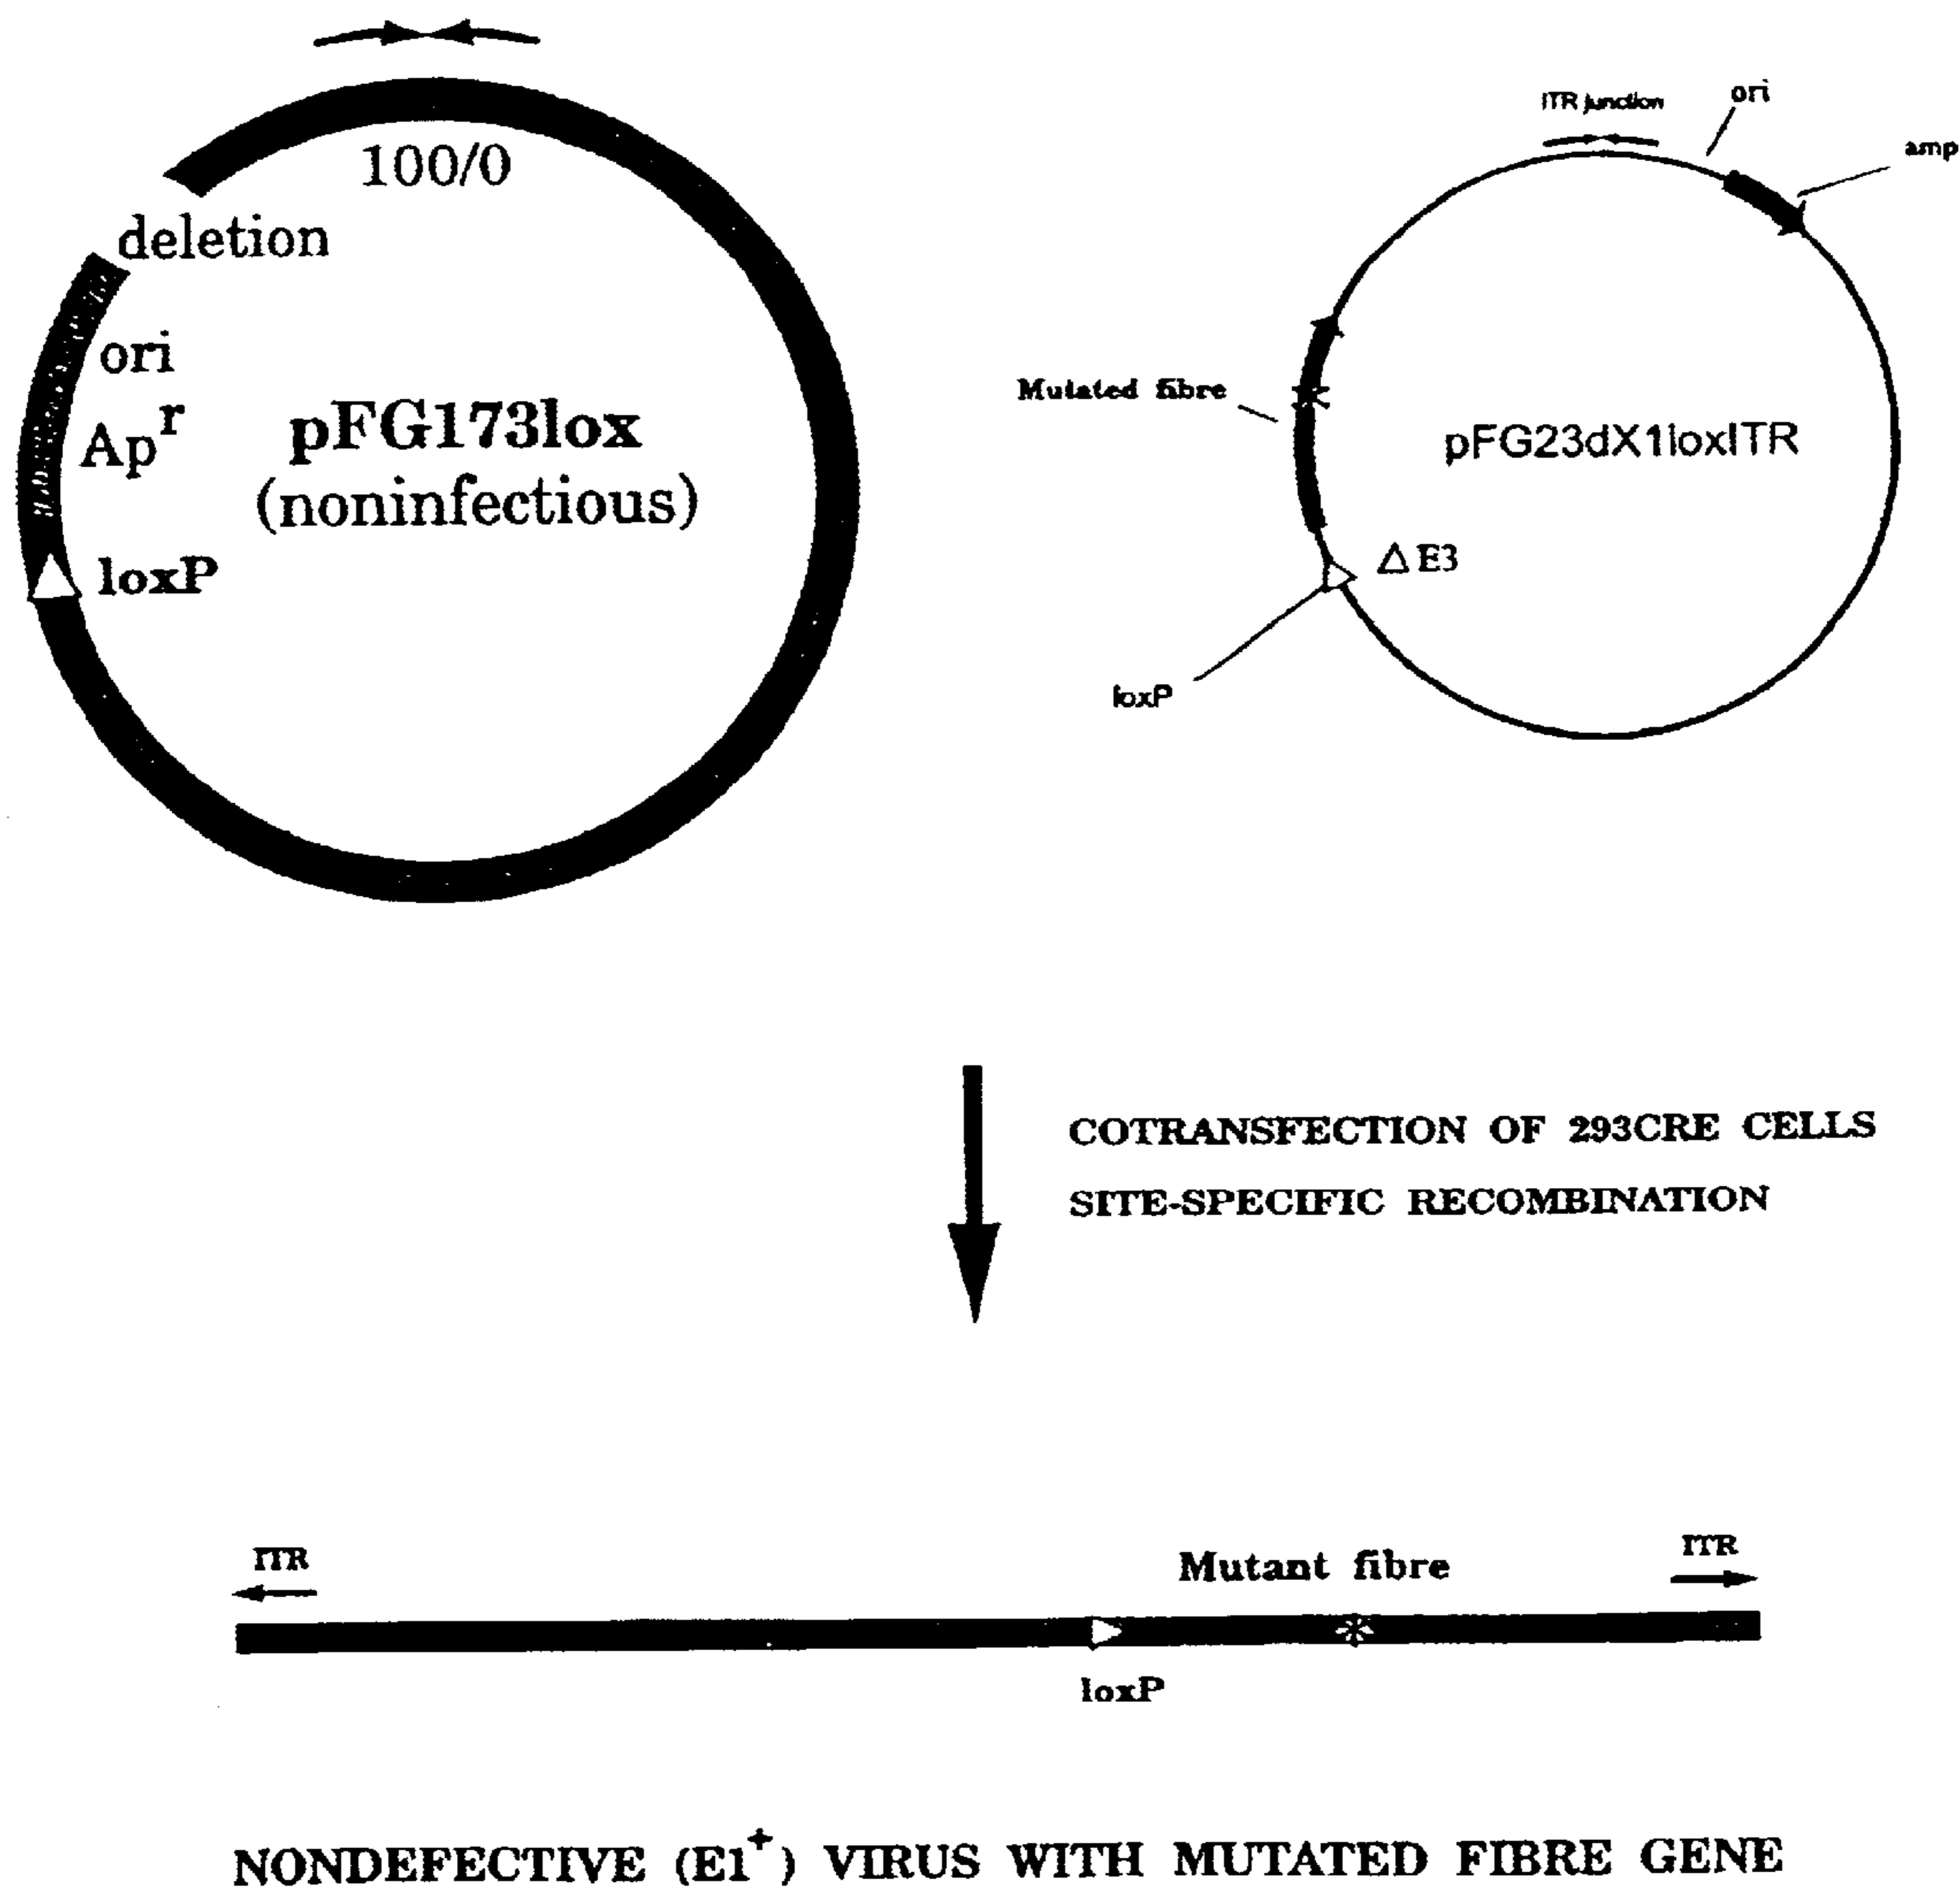 100/0
deletion
ori
Ap^r
loxP
pFG173lox
(noninfectious)
ITR junction
ori
amp
Mutated fibre
pFG23dX1loxITR
△E3
loxP
COTRANSFECTION OF 293CRE CELLS
SITE-SPECIFIC RECOMBINATION
ITR
Mutant fibre
ITR
loxP
NONDEFECTIVE (E1^+) VIRUS WITH MUTATED FIBRE GENE